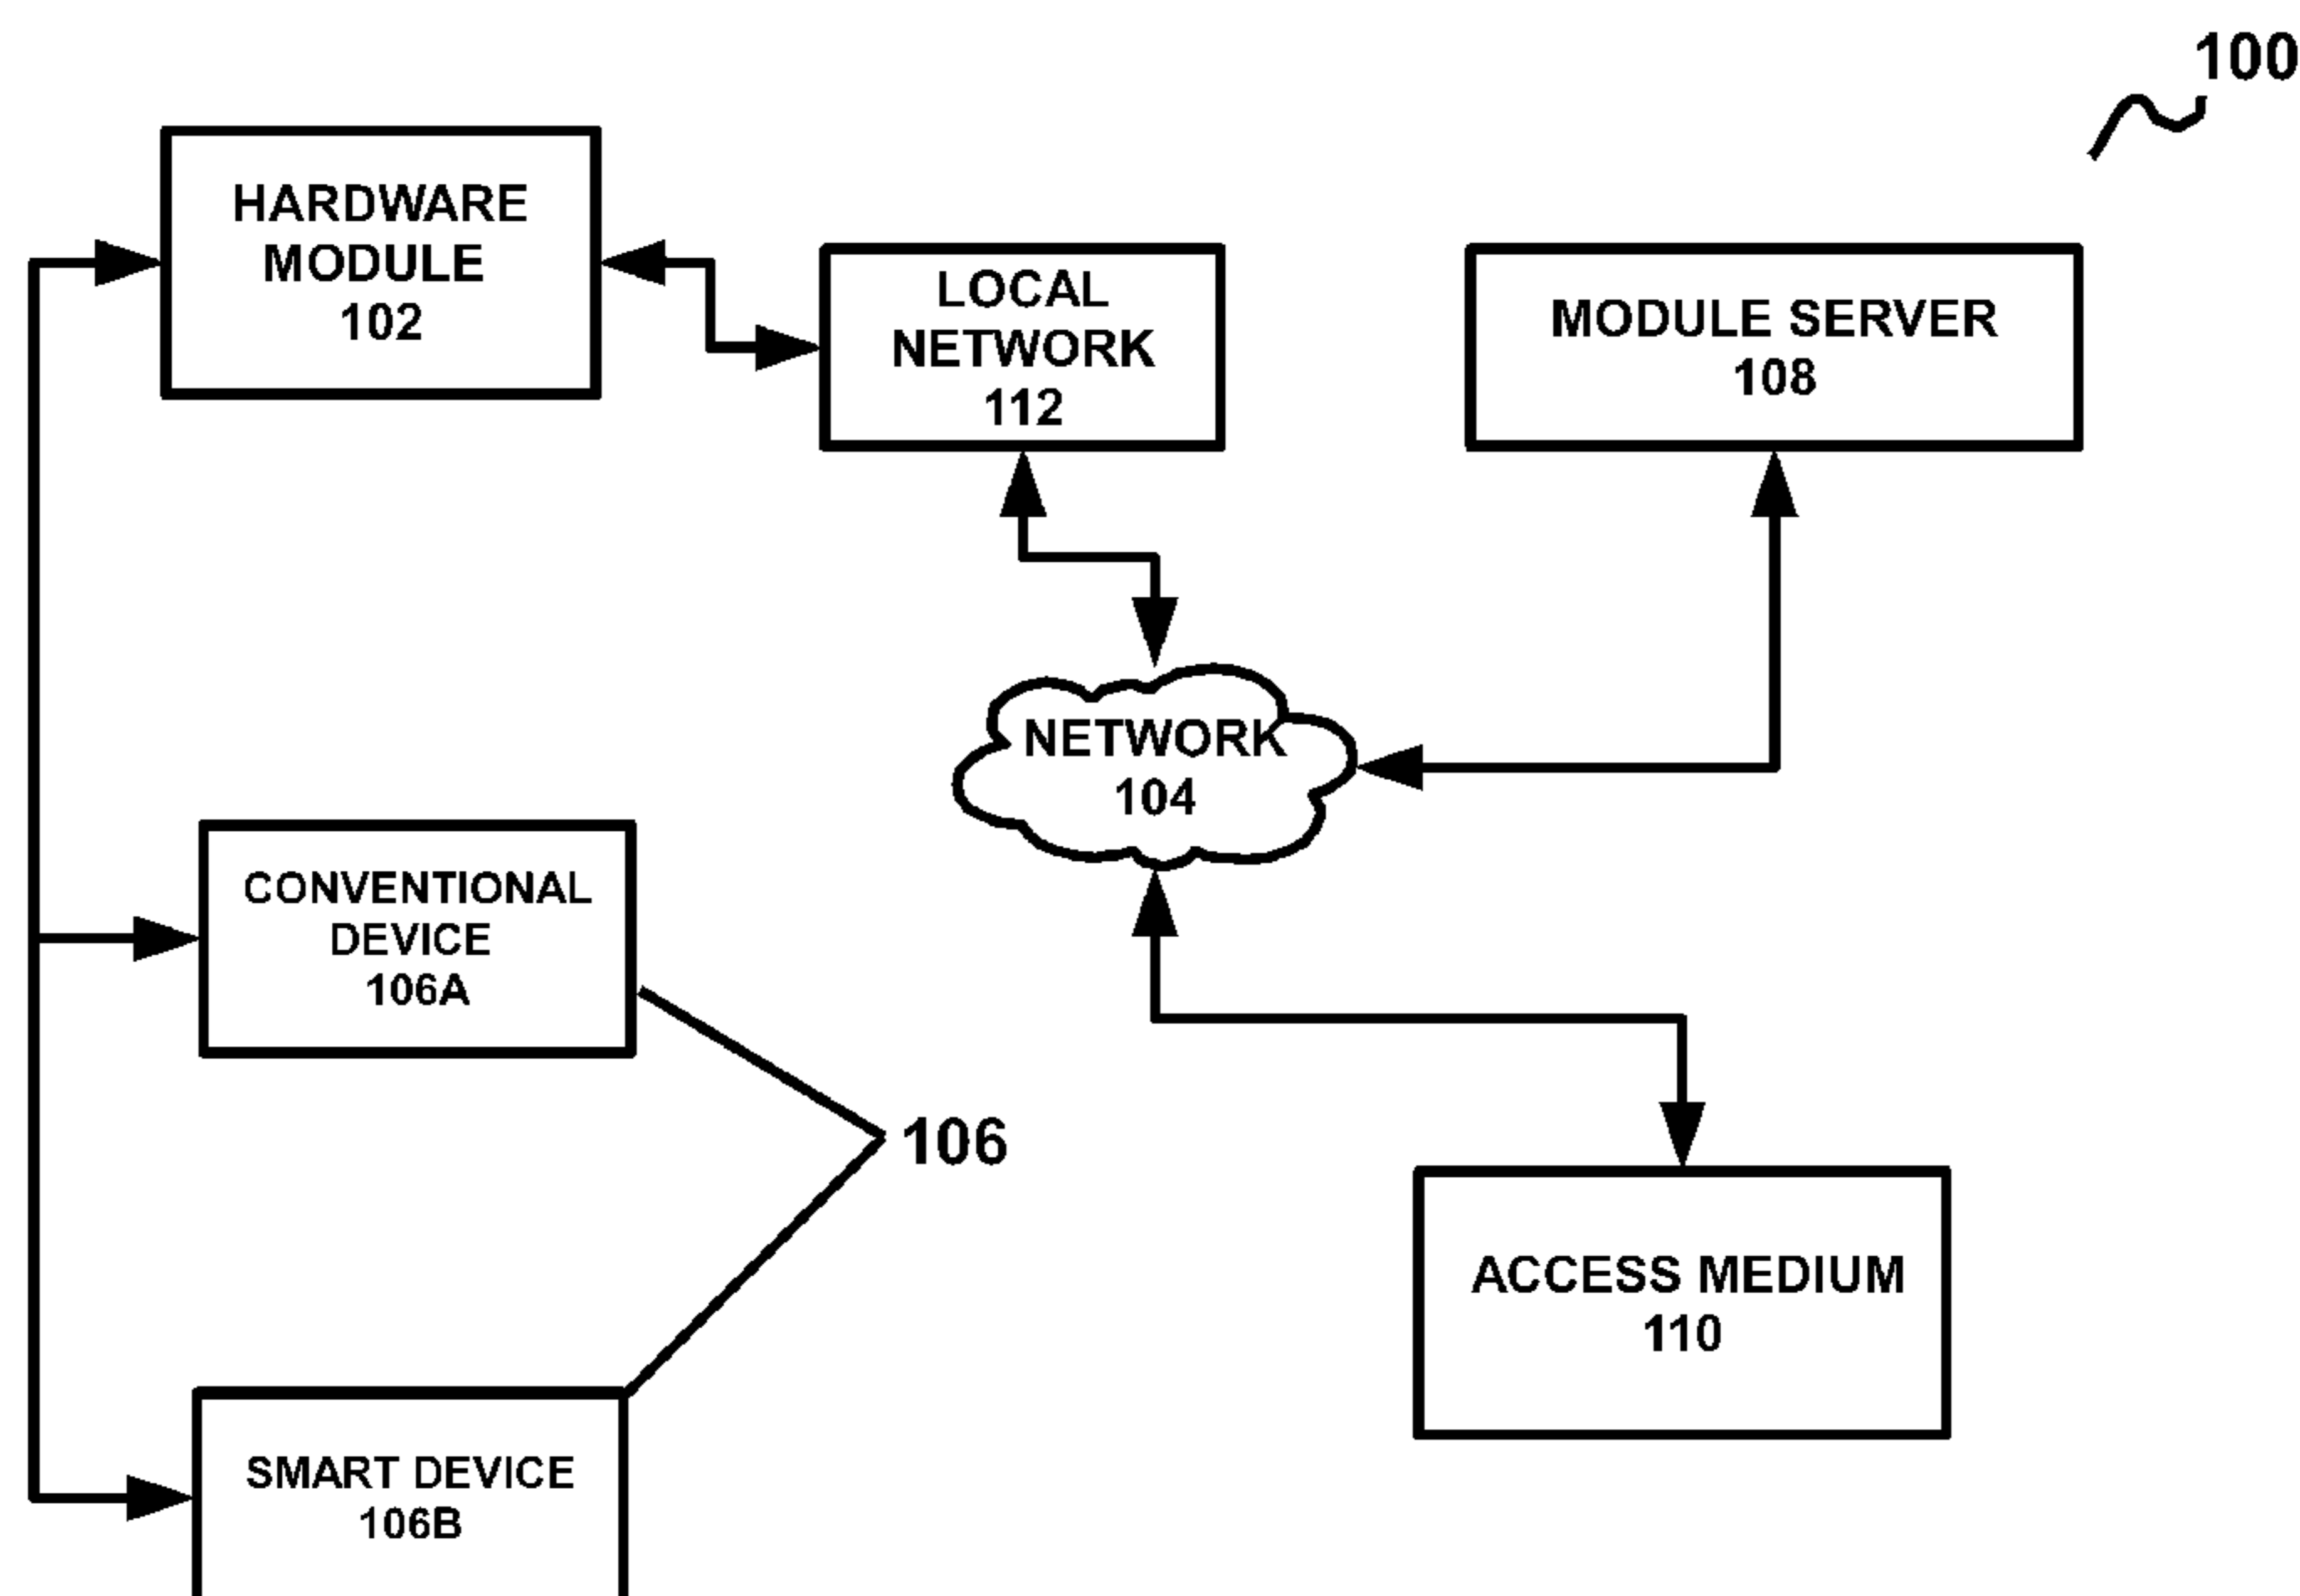 100
HARDWARE
MODULE
102
LOCAL
NETWORK
112
MODULE SERVER
108
NETWORK
104
CONVENTIONAL
DEVICE
106A
106
ACCESS MEDIUM
110
SMART DEVICE
106B